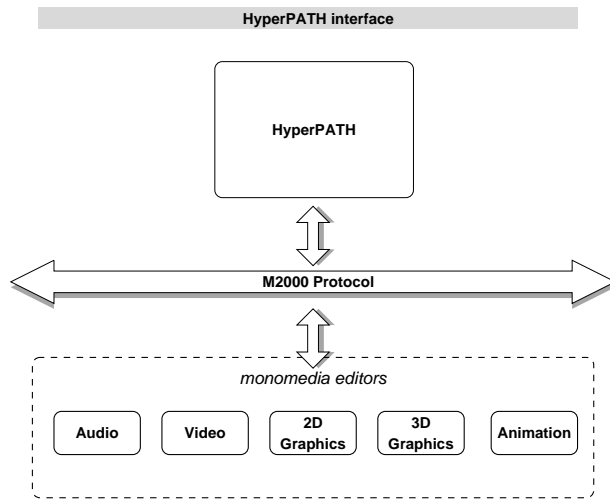 HyperPATH interface
HyperPATH
M2000 Protocol
monomedia editors
Audio
Video
2D
Graphics
3D
Graphics
Animation